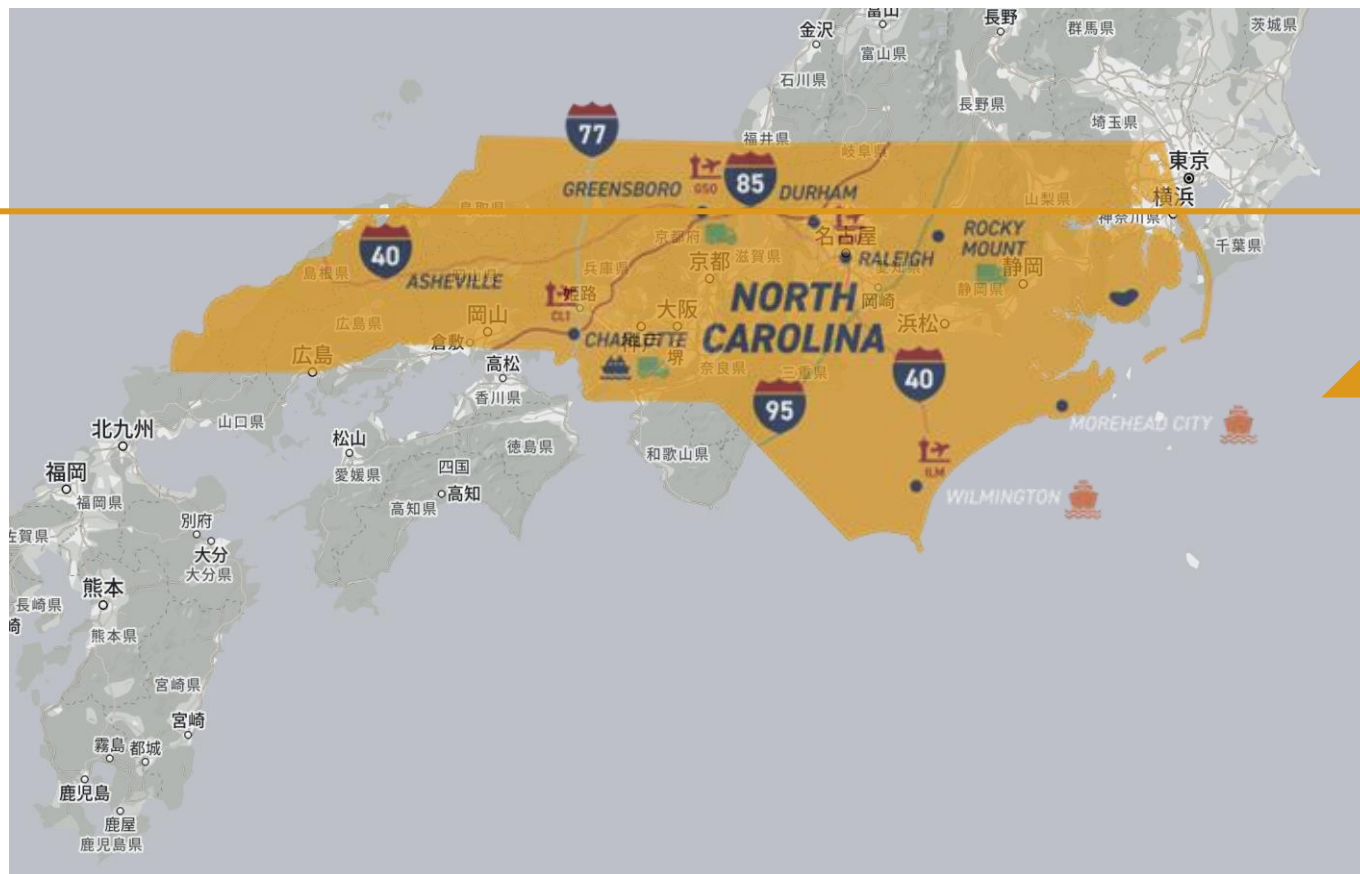 富山
長野
茨城県
金沢
群馬県
富山県
石川県
長野県
埼玉県
77
福井県
岐阜県
東京
GSO
85
GREENSBORO
DURHAM
山梨県
横浜
鳥取県
神奈川県
千葉県
京都府
名古屋
ROCKY
MOUNT
40
ASHEVILLE
島根県
兵庫県
京都
滋賀県
RALEIGH
愛知県
静岡
静岡県
CLT
姫路
岡崎
NORTH
CAROLINA
広島県
岡山
大阪
浜松
倉敷
CHARLOTTE
神戸
堺
広島
高松
奈良県
三重県
40
香川県
95
山口県
北九州
松山
徳島県
和歌山県
MOREHEAD CITY
愛媛県
四国
ILM
福岡
高知
WILMINGTON
福岡県
高知県
別府
佐賀県
大分
大分県
熊本
長崎県
崎
熊本県
宮崎県
宮崎
霧島
都城
鹿児島
鹿屋
鹿児島県